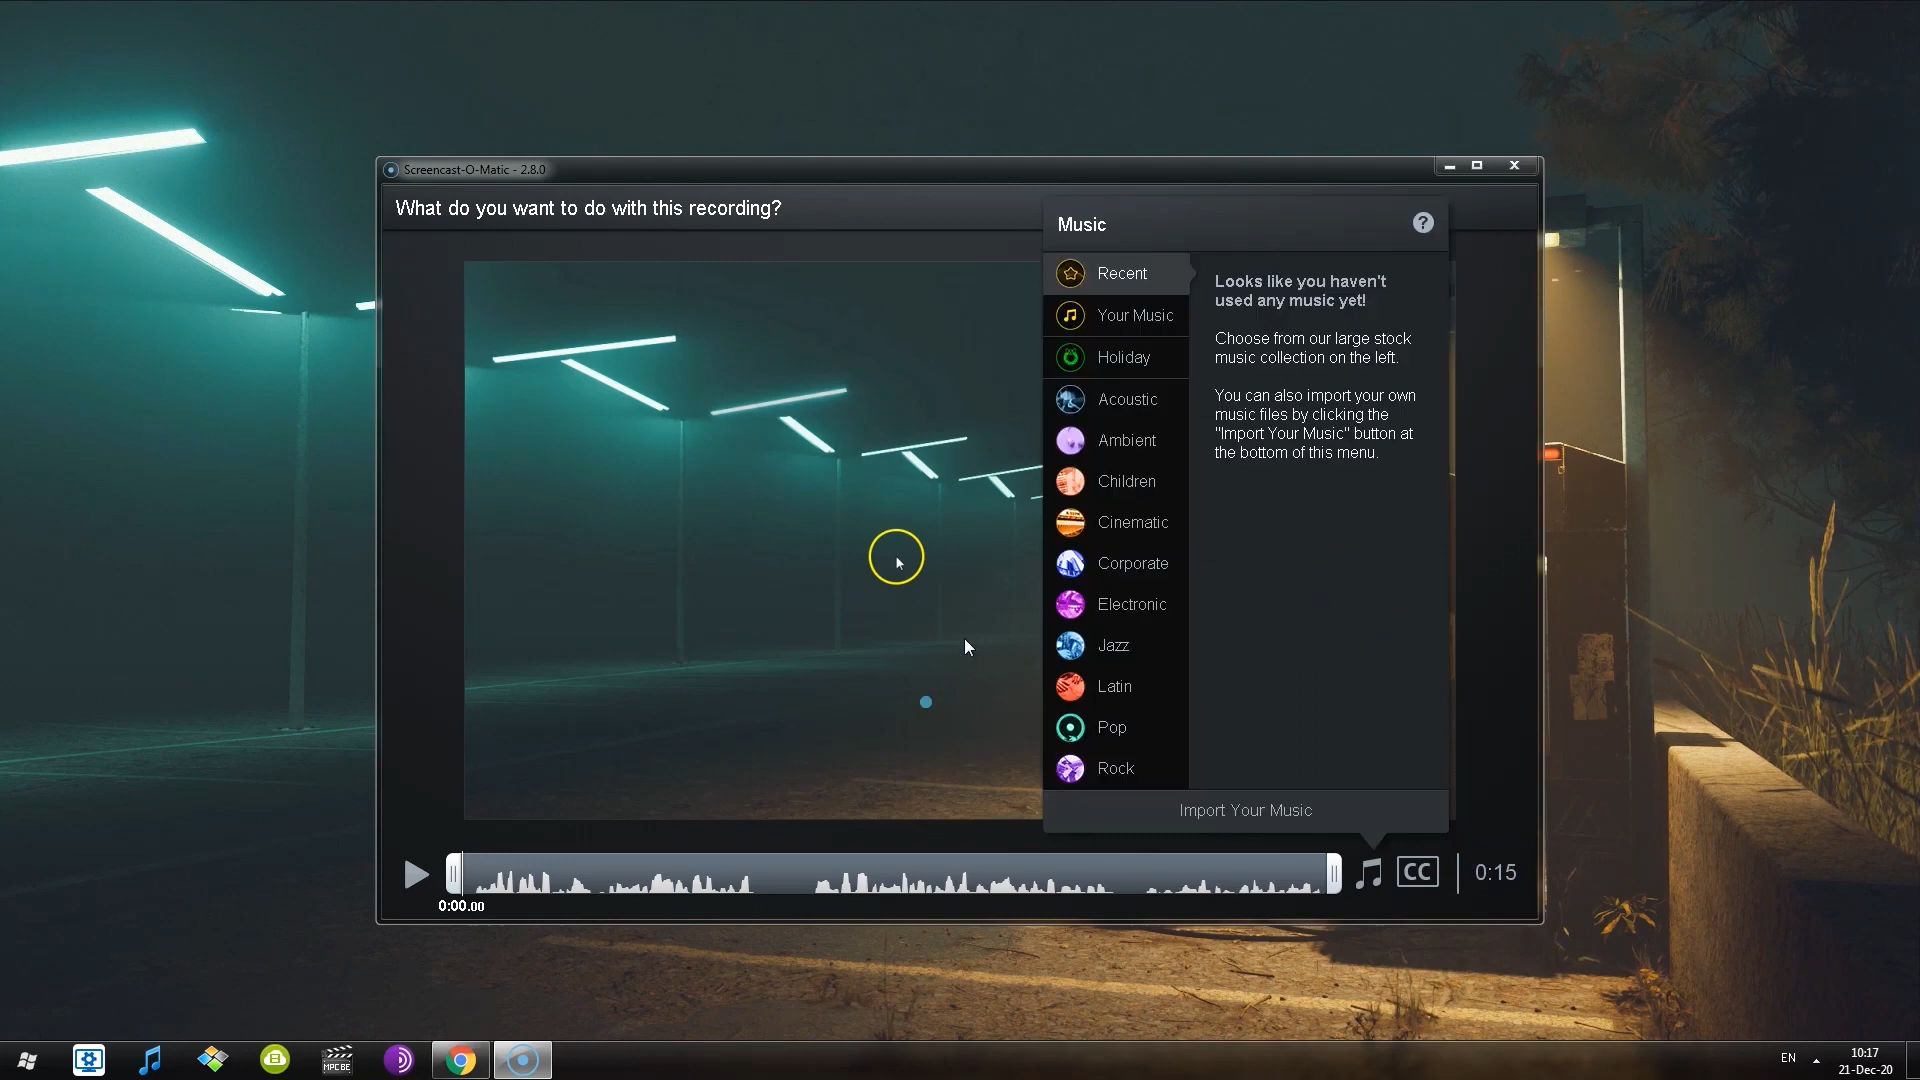 Screencast-O-Matic - 2.8.0
What do you want to do with this recording?
Music
?
Recent
Your Music
Holiday
Acoustic
Ambient
Children
Cinematic
Corporate
Electronic
Jazz
Latin
Pop
Rock
Looks like you haven't
used any music yet!
Choose from our large stock
music collection on the left.
You can also import your own
music files by clicking the
"Import Your Music" button at
the bottom of this menu.
Import Your Music
CC
0:15
0:00.00
MPCBE
EN
10:17
21-Dec-20